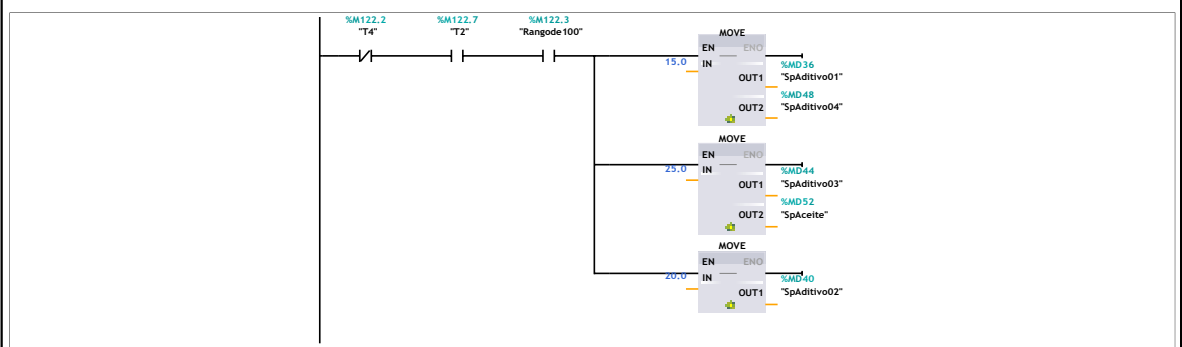 %M122.2 %M122.7 %M122.3
"T4" "T2" "Rangode100"
MOVE
EN ENO
15.0 IN %MD36
OUT1 "SpAditivo01"
%MD48
OUT2 "SpAditivo04"
MOVE
EN ENO
25.0 IN %MD44
OUT1 "SpAditivo03"
%MD52
OUT2 "SpAceite"
MOVE
EN ENO
20.0 IN %MD40
OUT1 "SpAditivo02"